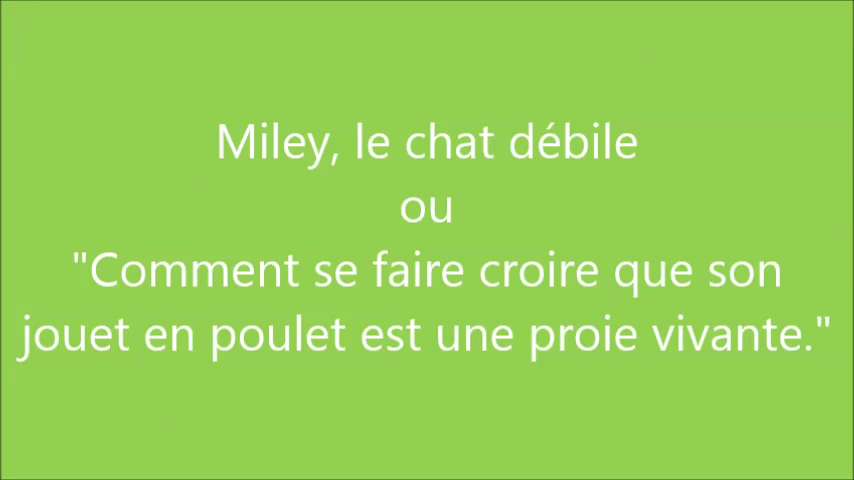 Miley, le chat débile
ou
"Comment se faire croire que son
jouet en poulet est une proie vivante."